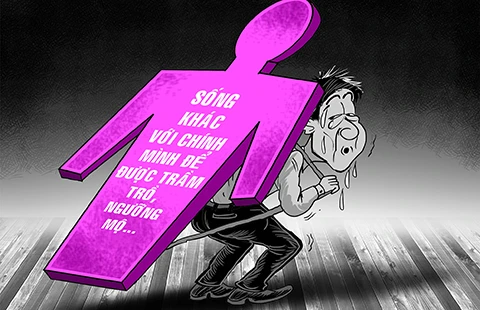 SỐNG
KHÁC
VỚI CHÍNH
MÌNH ĐỂ
ĐƯỢC TRẦM
TRỒ,
NGƯỠNG
MỘ...